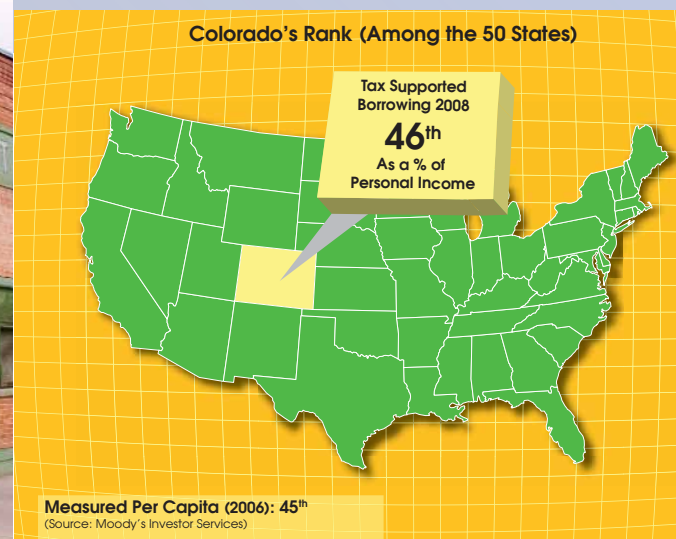 Colorado's Rank (Among the 50 States)
Tax Supported
Borrowing 2008
46th
As a % of
Personal Income
Measured Per Capita (2006): 45th
(Source: Moody's Investor Services)